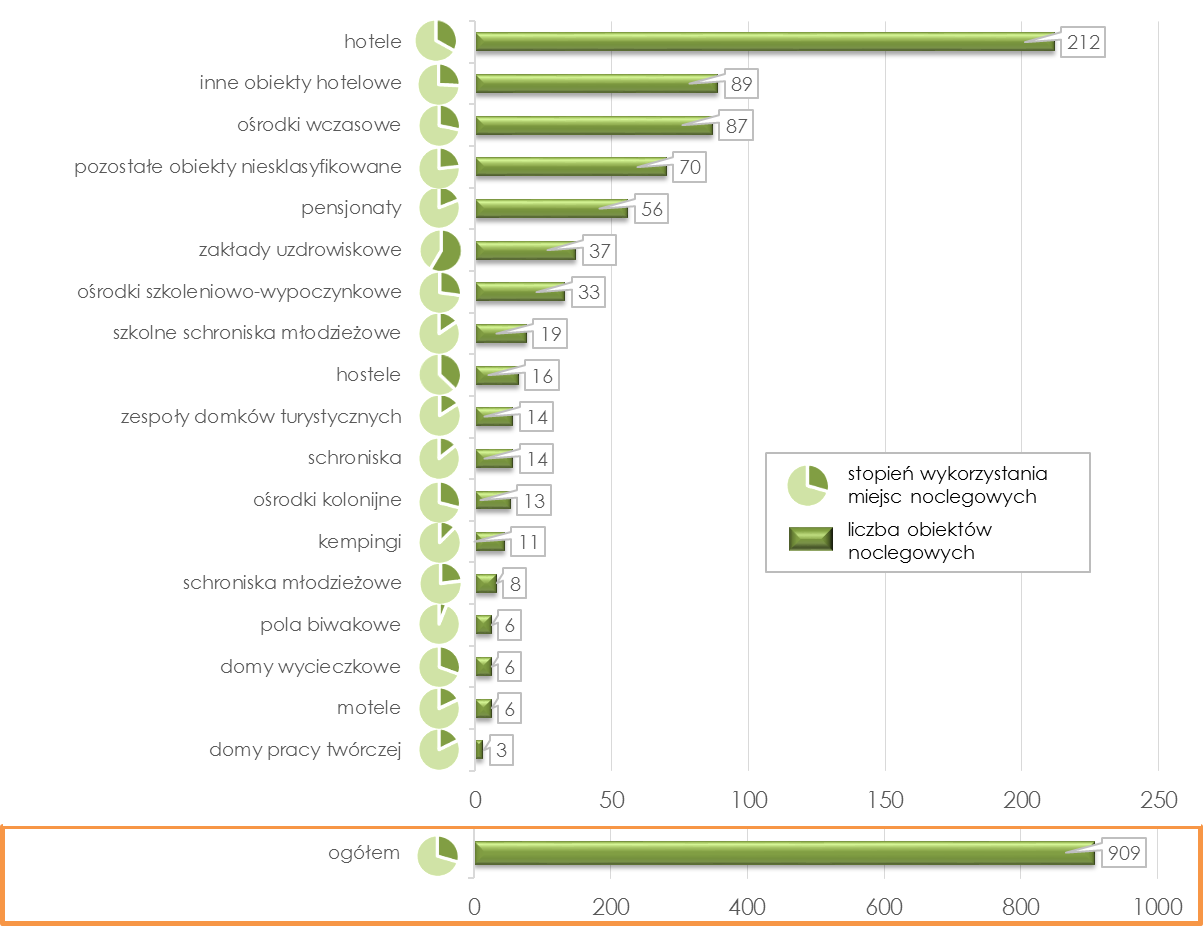 hotele 212
inne obiekty hotelowe 89
ośrodki wczasowe 87
pozostałe obiekty niesklasyfikowane 70
pensjonaty 56
zakłady uzdrowiskowe 37
ośrodki szkoleniowo-wypoczynkowe 33
szkolne schroniska młodzieżowe 19
hostele 16
zespoły domków turystycznych 14
schroniska 14
ośrodki kolonijne 13
kempingi 11
schroniska młodzieżowe 8
pola biwakowe 6
domy wycieczkowe 6
motele 6
domy pracy twórczej 3
0 50 100 150 200 250
stopień wykorzystania
miejsc noclegowych
liczba obiektów
noclegowych
ogółem 909
0 200 400 600 800 1000